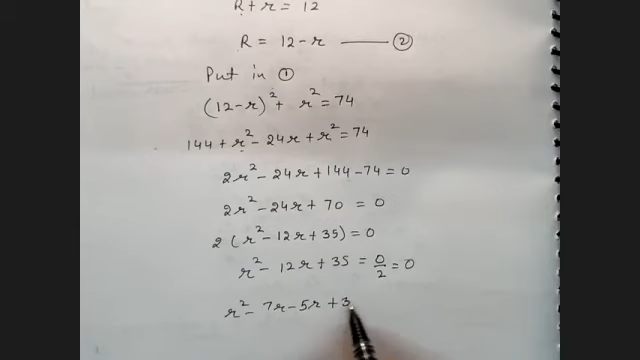 R + r = 12
R = 12 - r —— ②
Put in ①
(12-r)² + r² = 74
144 + r² - 24r + r² = 74
2r² - 24r + 144 - 74 = 0
2r² - 24r + 70 = 0
2 (r² - 12r + 35) = 0
r² - 12r + 35 = 0/2 = 0
r² - 7r - 5r + 3